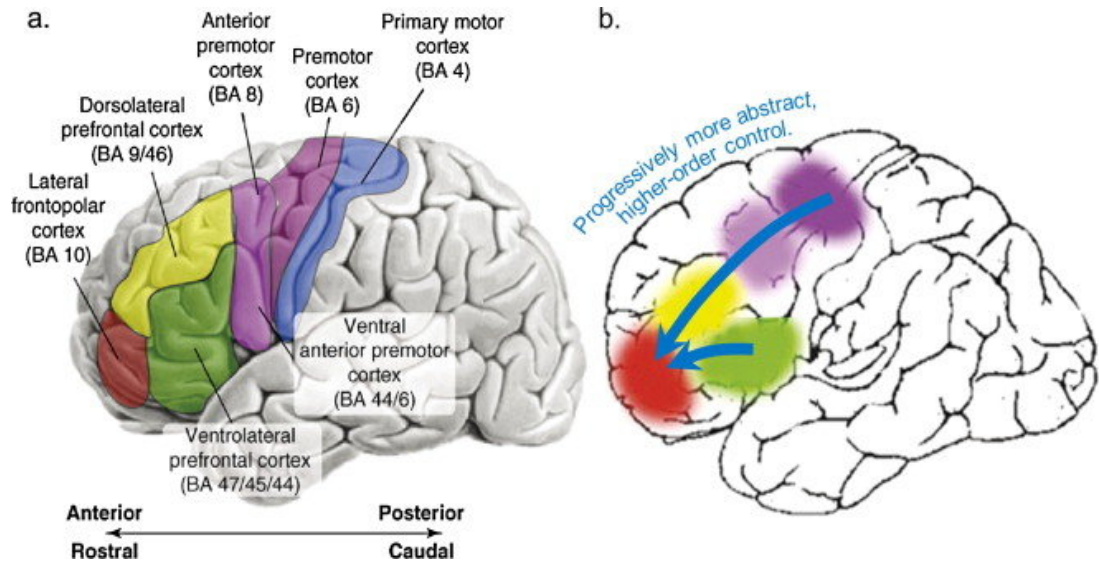 a.
Anterior
premotor
cortex
(BA 8)
Primary motor
cortex
(BA 4)
Premotor
cortex
(BA 6)
Dorsolateral
prefrontal cortex
(BA 9/46)
Lateral
frontopolar
cortex
(BA 10)
Ventral
anterior premotor
cortex
(BA 44/6)
Ventrolateral
prefrontal cortex
(BA 47/45/44)
Anterior
Posterior
Rostral
Caudal
b.
Progressively more abstract,
higher-order control.